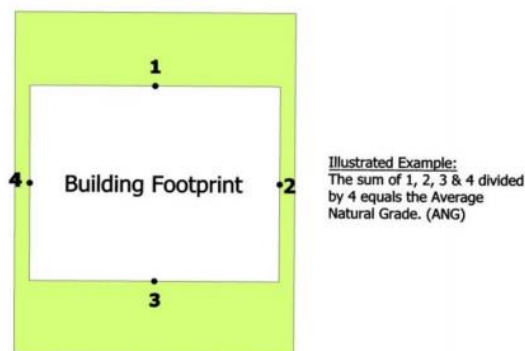 1
4
Building Footprint
2
3
Illustrated Example:
The sum of 1, 2, 3 & 4 divided
by 4 equals the Average
Natural Grade. (ANG)